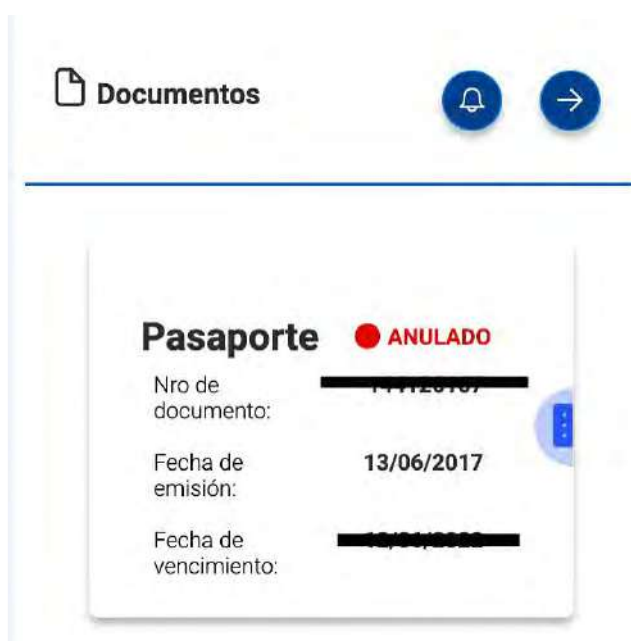 Documentos
Pasaporte ANULADO
Nro de
documento:
Fecha de 13/06/2017
emisión:
Fecha de
vencimiento: